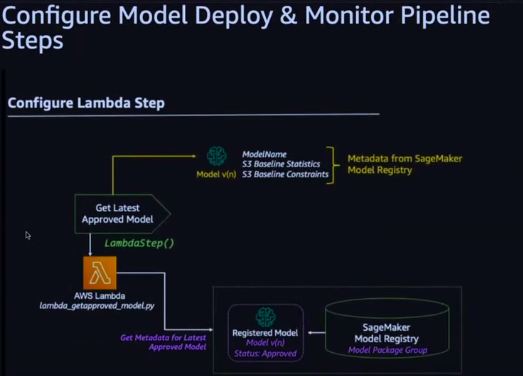 Configure Model Deploy & Monitor Pipeline
Steps
Configure Lambda Step
ModelName
S3 Baseline Statistics
S3 Baseline Constraints
Model v(n)
Metadata from SageMaker
Model Registry
Get Latest
Approved Model
LambdaStep()
AWS Lambda
lambda_getapproved_model.py
Get Metadata for Latest
Approved Model
Registered Model
Model v(n)
Status: Approved
SageMaker
Model Registry
Model Package Group